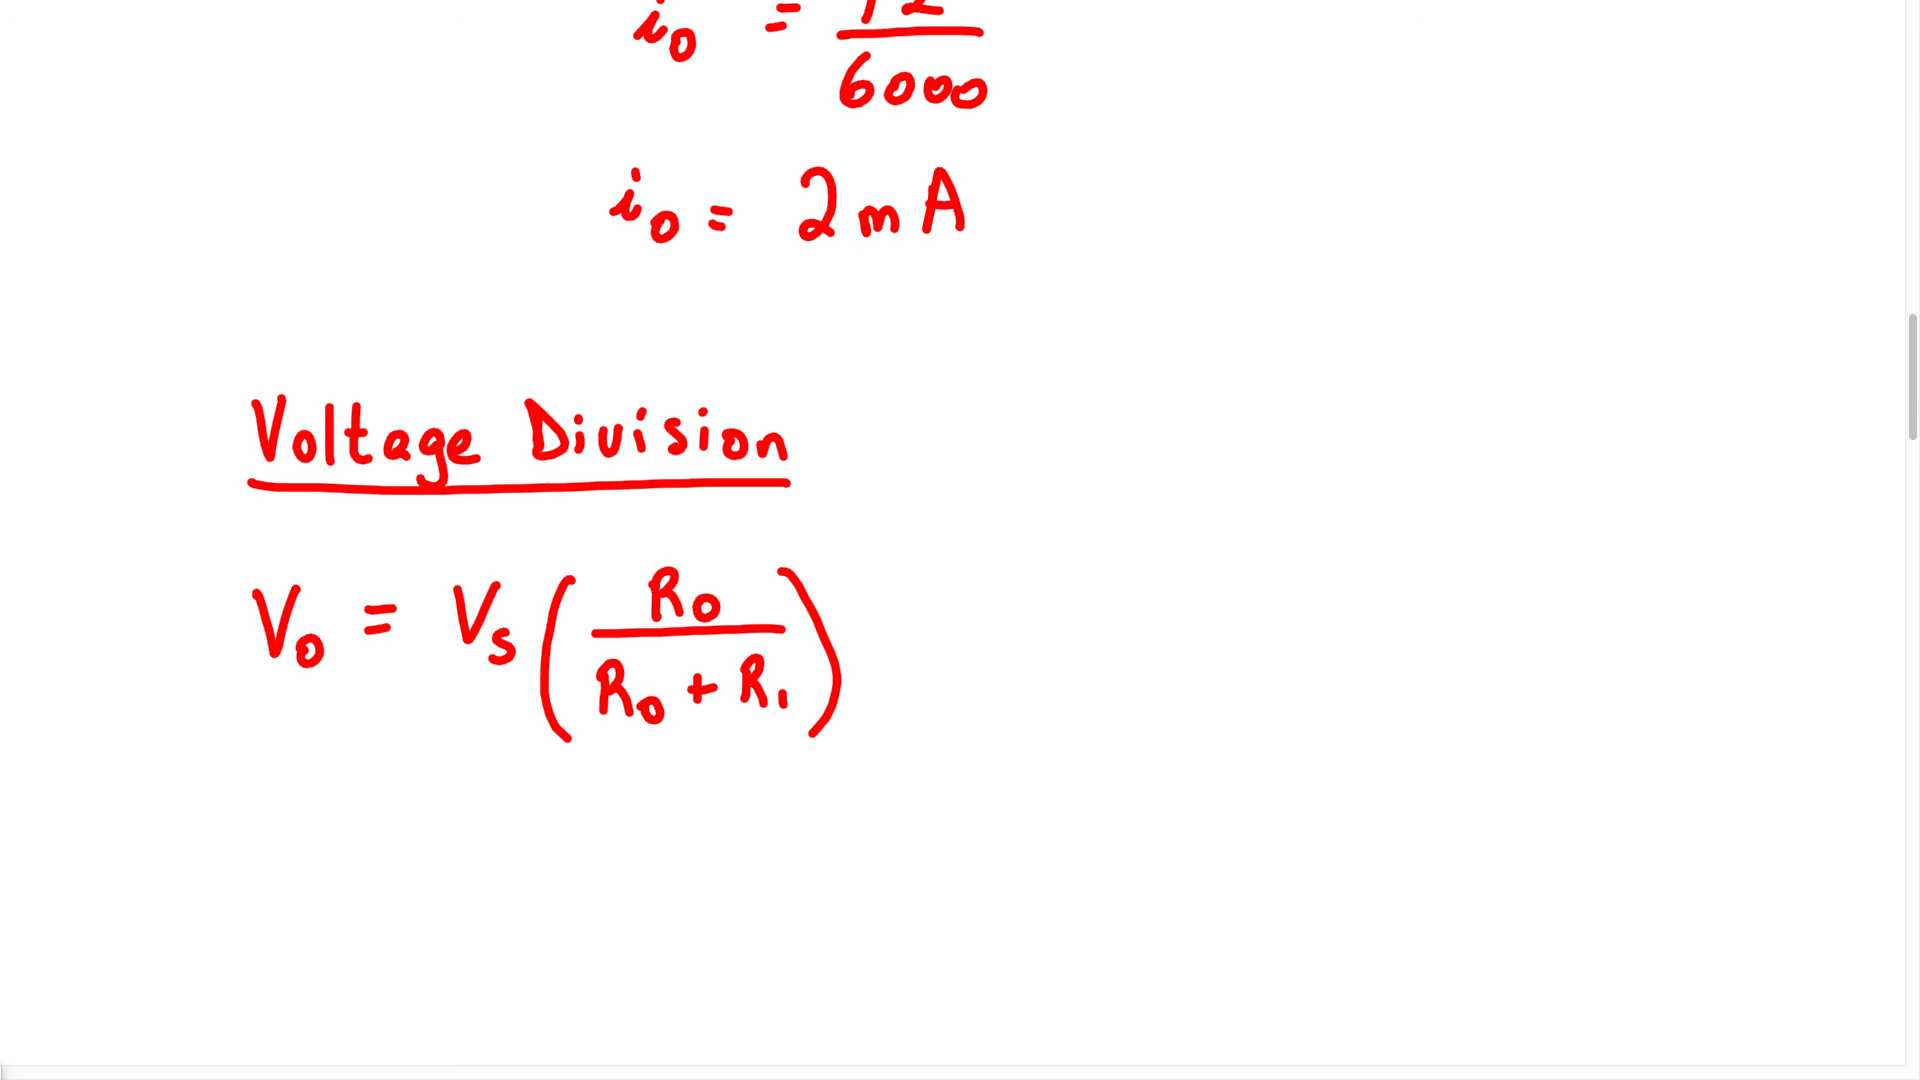 i₀ =
6000
i₀ = 2mA
Voltage Division
V₀ = Vₛ (R₀ / (R₀ + R₁))